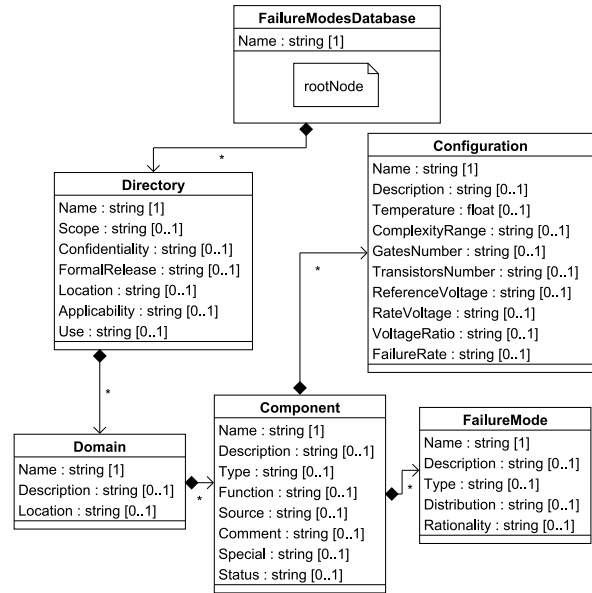 FailureModesDatabase
Name : string [1]
rootNode
*
Directory
Name : string [1]
Scope : string [0..1]
Confidentiality : string [0..1]
FormalRelease : string [0..1]
Location : string [0..1]
Applicability : string [0..1]
Use : string [0..1]
Configuration
Name : string [1]
Description : string [0..1]
Temperature : float [0..1]
ComplexityRange : string [0..1]
GatesNumber : string [0..1]
TransistorsNumber : string [0..1]
ReferenceVoltage : string [0..1]
RateVoltage : string [0..1]
VoltageRatio : string [0..1]
FailureRate : string [0..1]
*
*
Domain
Name : string [1]
Description : string [0..1]
Location : string [0..1]
*
Component
Name : string [1]
Description : string [0..1]
Type : string [0..1]
Function : string [0..1]
Source : string [0..1]
Comment : string [0..1]
Special : string [0..1]
Status : string [0..1]
*
FailureMode
Name : string [1]
Description : string [0..1]
Type : string [0..1]
Distribution : string [0..1]
Rationality : string [0..1]